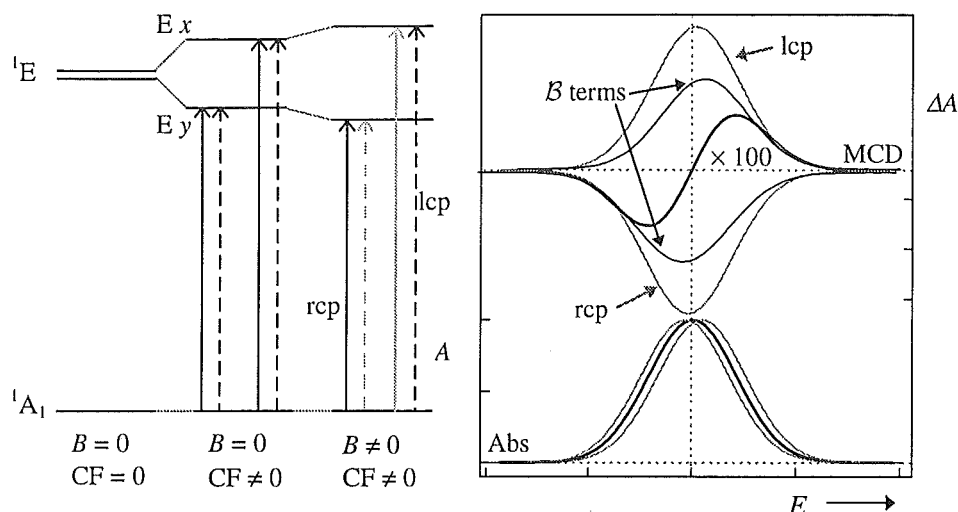 ¹E
E x
E y
rcp
lcp
A
¹A₁
B = 0
CF = 0
B = 0
CF ≠ 0
B ≠ 0
CF ≠ 0
lcp
ℬ terms
ΔA
× 100
MCD
rcp
Abs
E